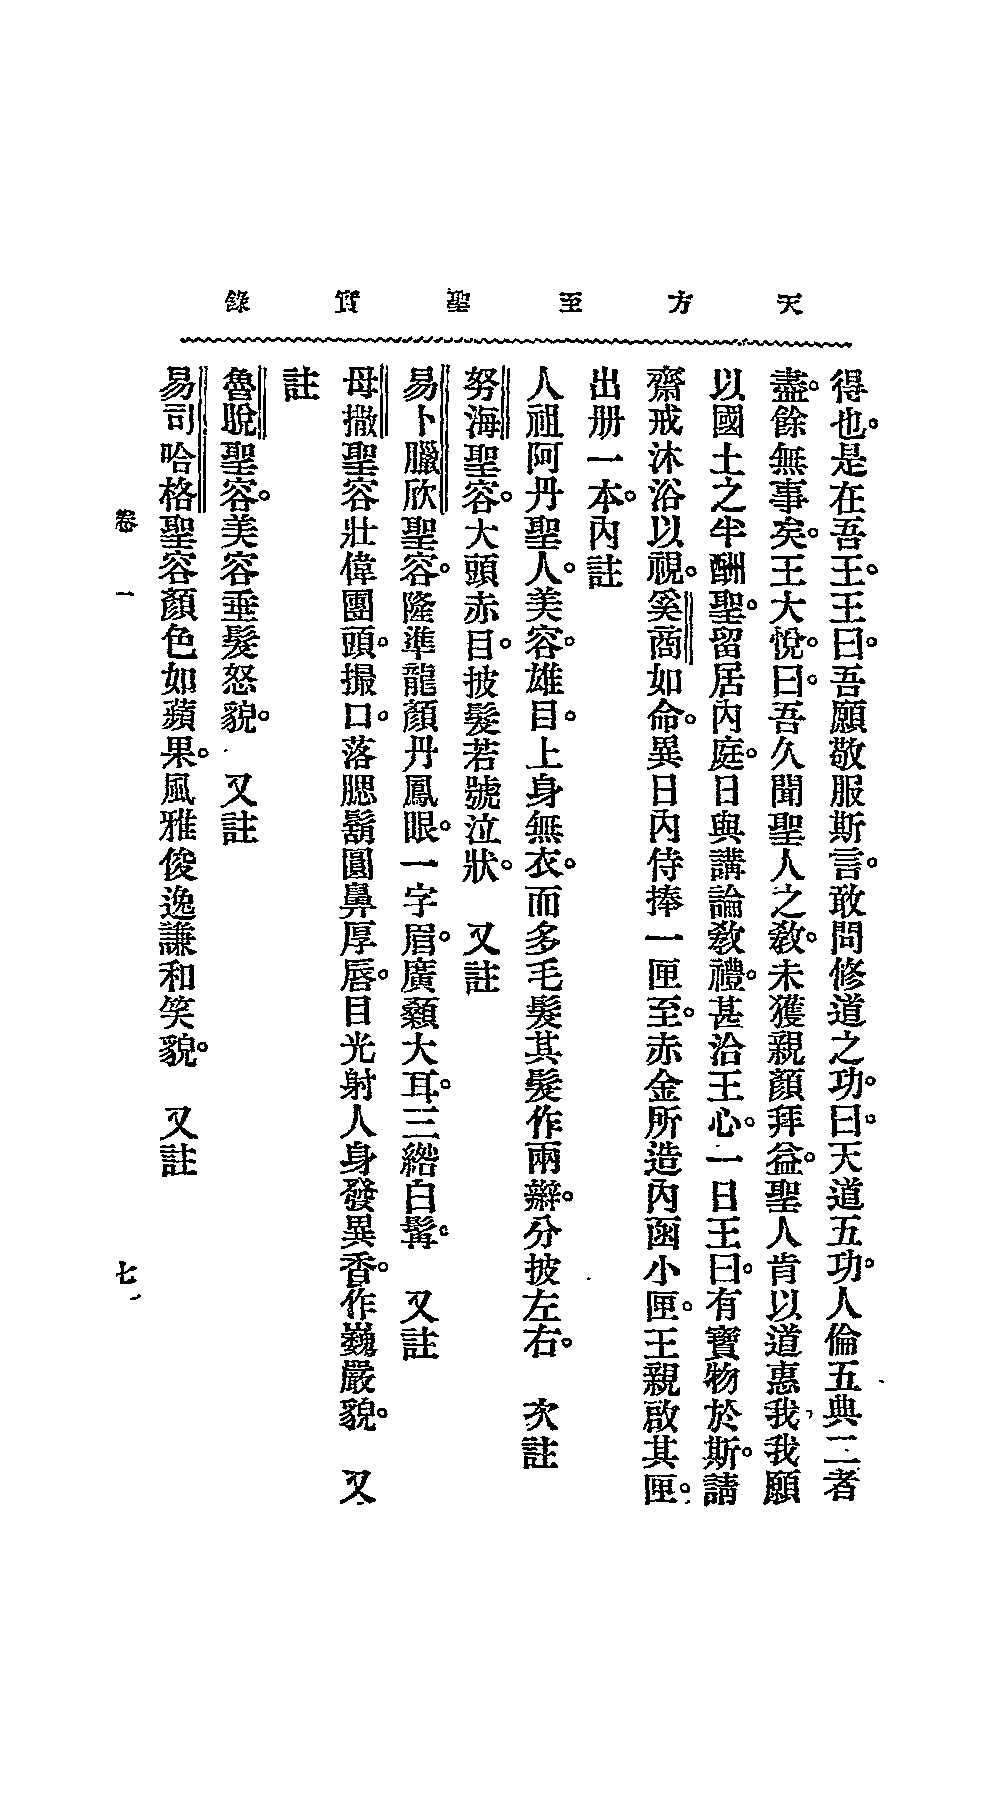 天方至聖實錄
得也。是在吾王。王曰。吾願敬服斯言。敢問修道之功。曰。天道五功。人倫五典二者
盡。餘無事矣。王大悅。曰。吾久聞聖人之教。未獲親顏拜益。聖人肯以道惠我我願
以國土之半酬聖。留居內庭。日與講論教禮。甚洽王心。一日王曰。有寶物於斯。請
齋戒沐浴以視。奚商如命。異日內侍捧一匣至。赤金所造內函小匣。王親啟其匣。
出册一本。內註
人祖阿丹聖人。美容。雄目。上身無衣。而多毛髮其髮作兩辮。分披左右。 次註
努海聖容。大頭赤目。披髮若號泣狀。 又註
易卜臘欣聖容。隆準龍顏丹鳳眼。一字眉。廣顙大耳。三綹白髯。 又註
母撒聖容壯偉團頭。撮口。落腮鬍圓鼻厚唇。目光射人身發異香。作巍嚴貌。 又
註
魯脫聖容。美容垂髮怒貌。 又註
易司哈格聖容顏色如蘋果。風雅俊逸謙和笑貌。 又註
卷一
七